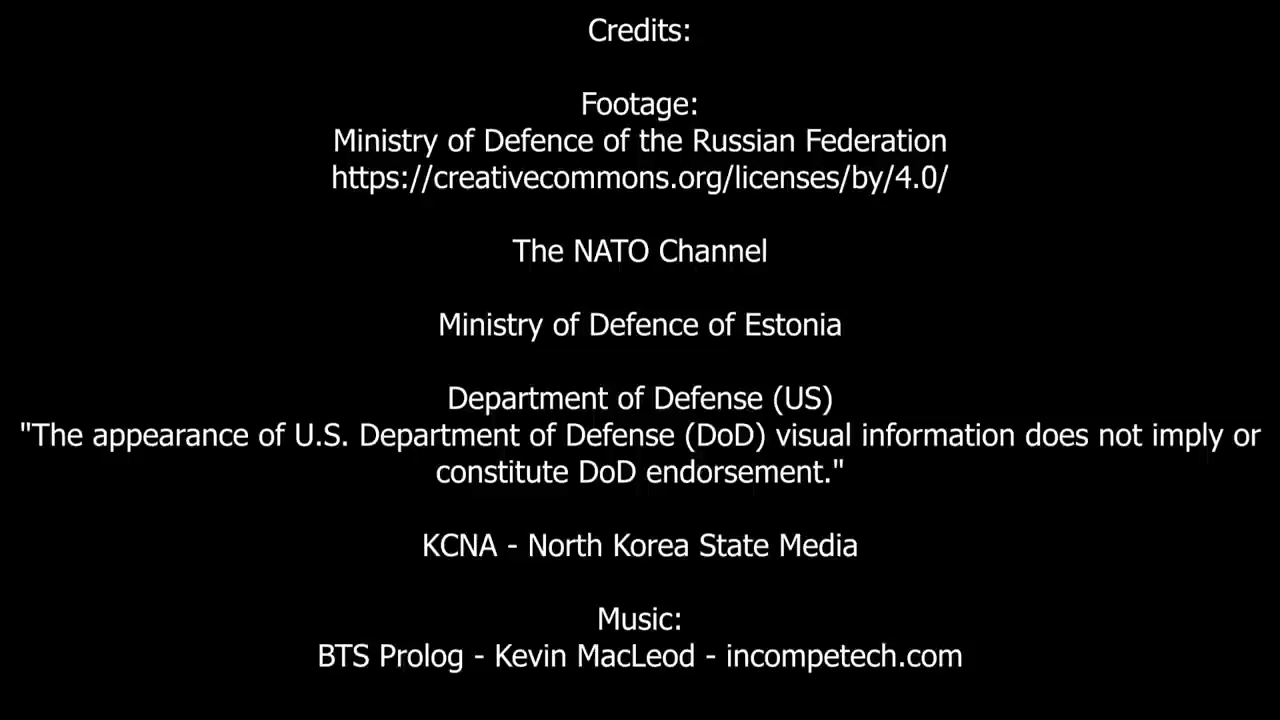 Credits:
Footage:
Ministry of Defence of the Russian Federation
https://creativecommons.org/licenses/by/4.0/
The NATO Channel
Ministry of Defence of Estonia
Department of Defense (US)
"The appearance of U.S. Department of Defense (DoD) visual information does not imply or
constitute DoD endorsement."
KCNA - North Korea State Media
Music:
BTS Prolog - Kevin MacLeod - incompetech.com